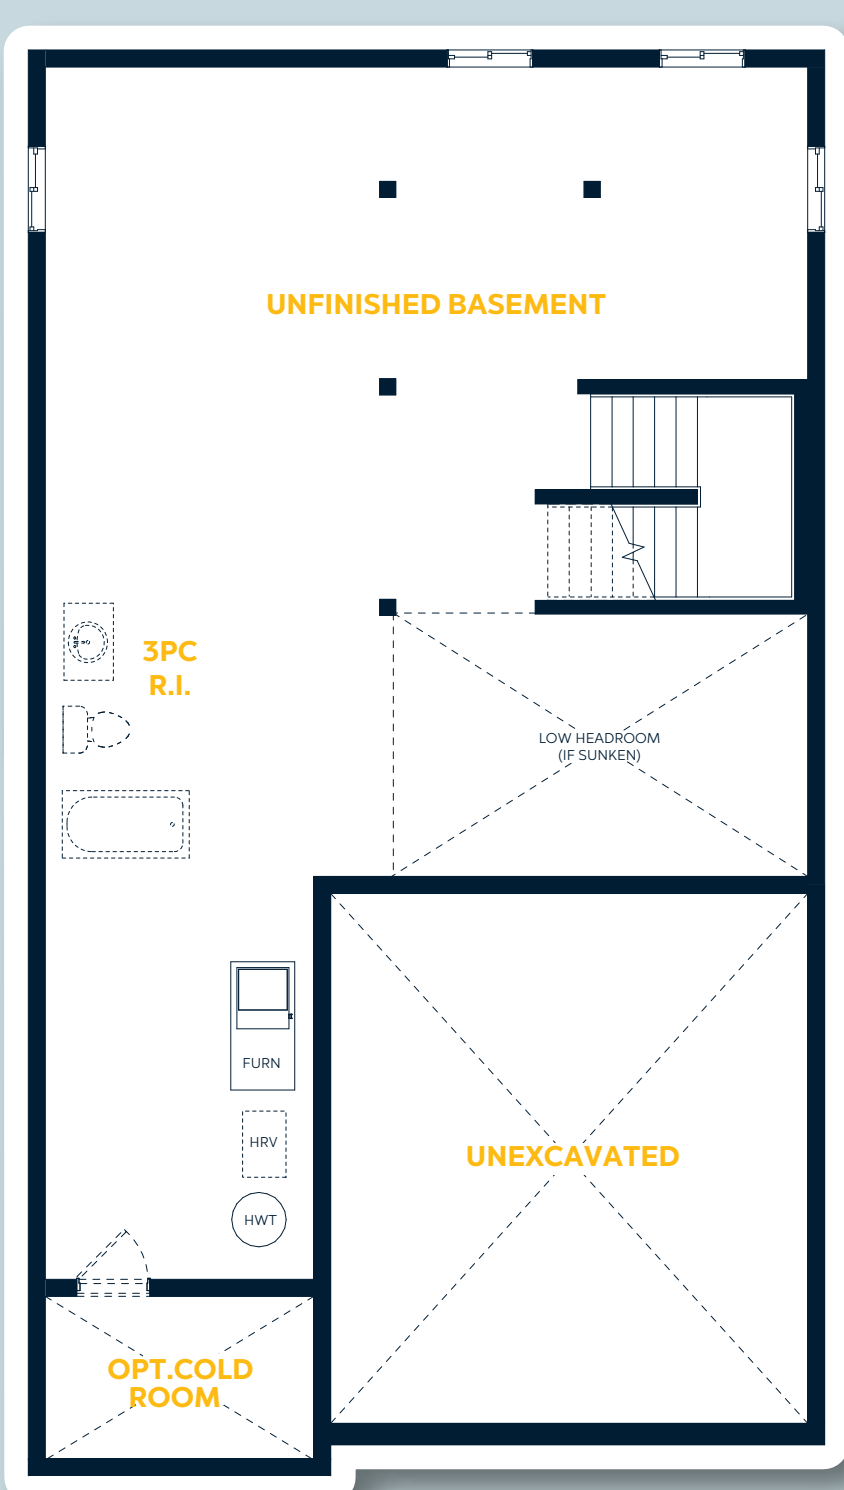 UNFINISHED BASEMENT
3PC
R.I.
LOW HEADROOM
(IF SUNKEN)
FURN
HRV
UNEXCAVATED
HWT
OPT.COLD
ROOM